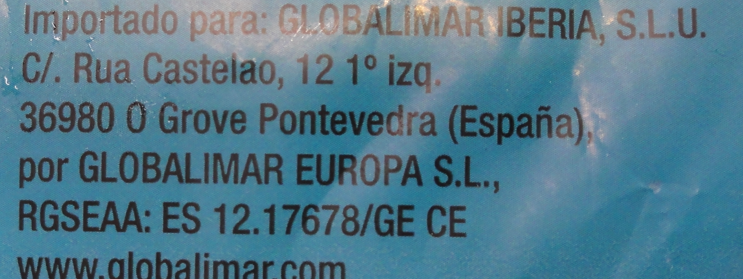 Importado para: GLOBALIMAR IBERIA, S.L.U.
C/. Rua Castelao, 12 1º izq.
36980 O Grove Pontevedra (España),
por GLOBALIMAR EUROPA S.L.,
RGSEAA: ES 12.17678/GE CE
www.globalimar.com